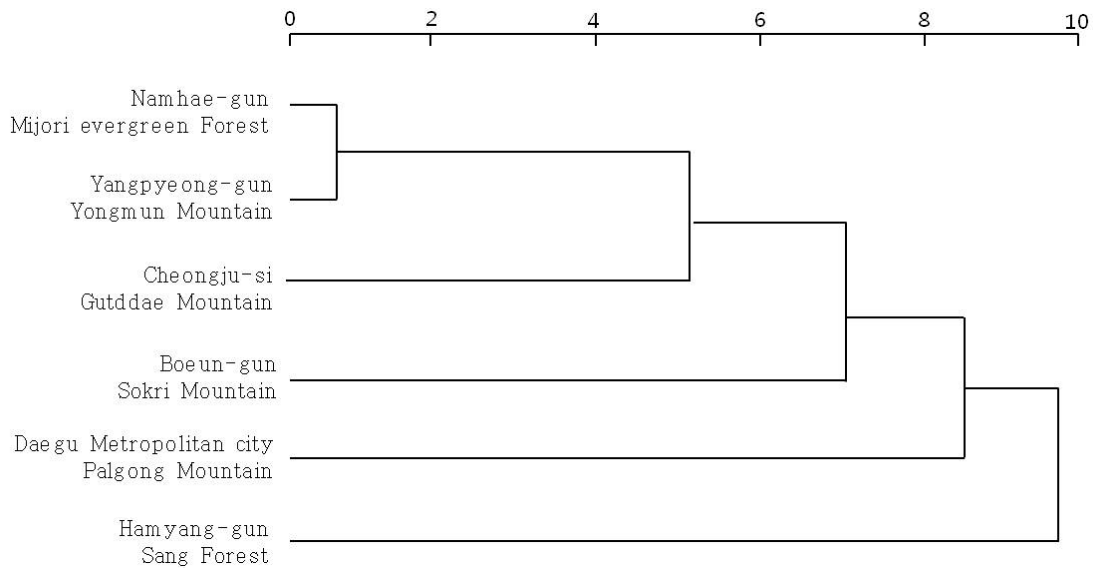 0 2 4 6 8 10
Namhae-gun
Mijori evergreen Forest
Yangpyeong-gun
Yongmun Mountain
Cheongju-si
Gutddae Mountain
Boeun-gun
Sokri Mountain
Daegu Metropolitan city
Palgong Mountain
Hamyang-gun
Sang Forest